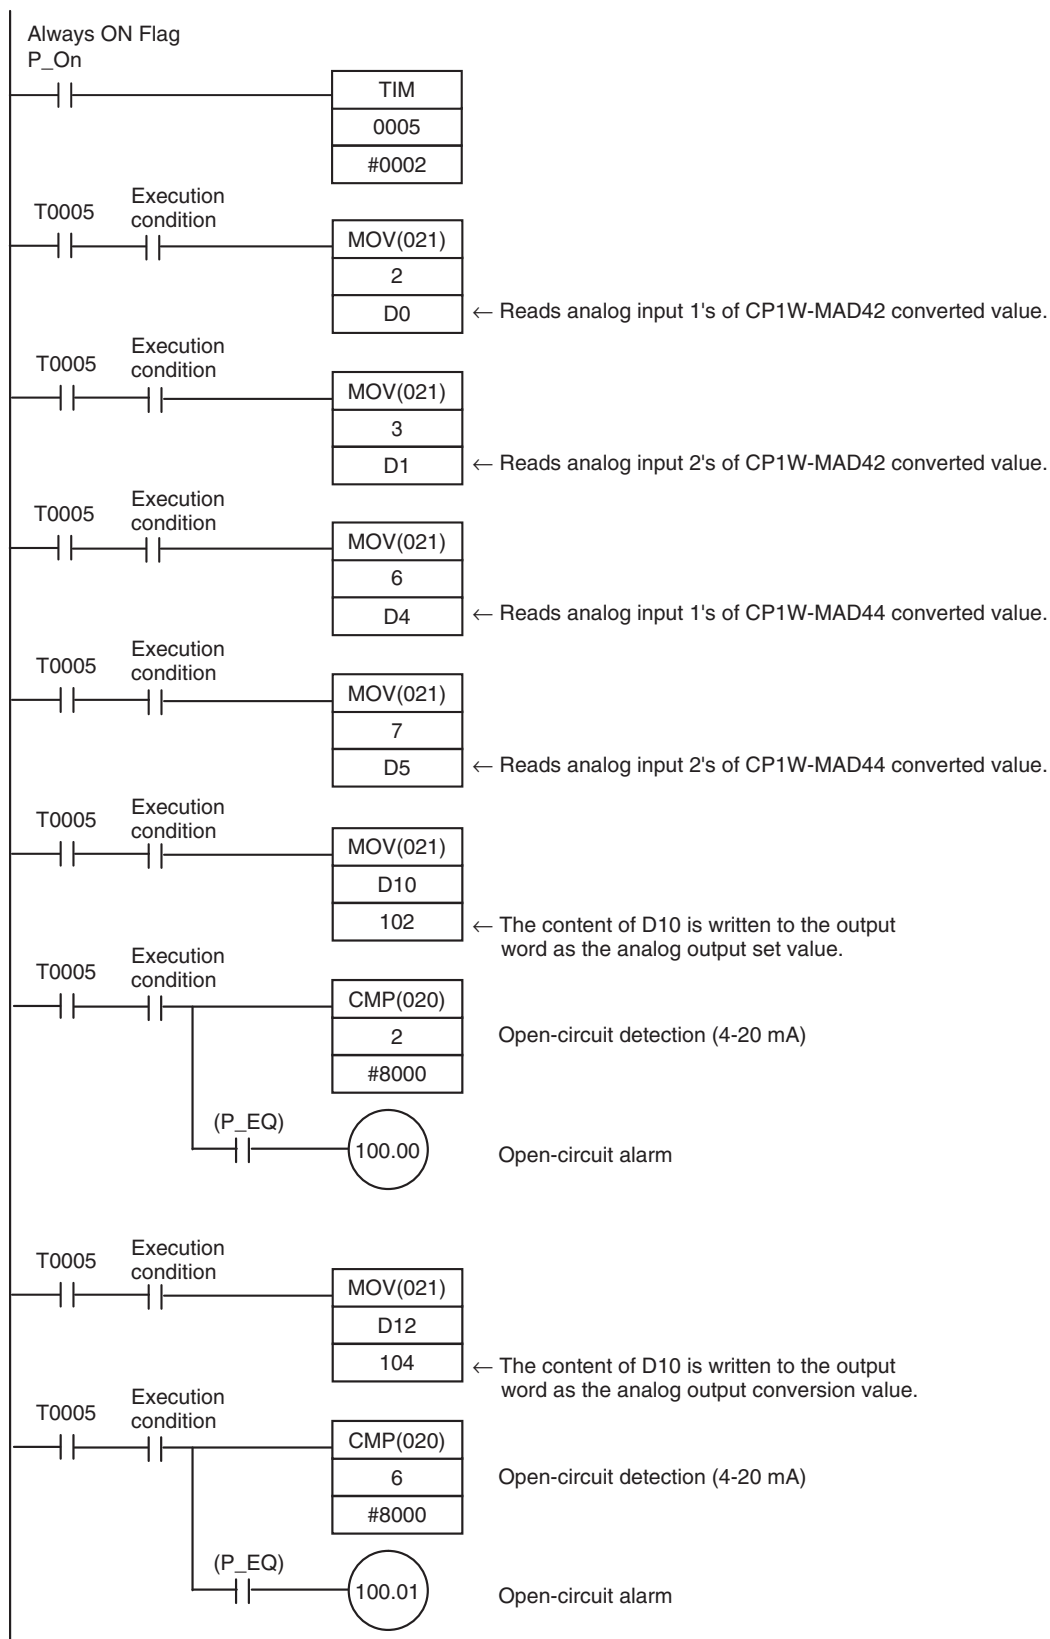 Always ON Flag
P_On
TIM
0005
#0002
T0005
Execution
condition
MOV(021)
2
D0
← Reads analog input 1's of CP1W-MAD42 converted value.
T0005
Execution
condition
MOV(021)
3
D1
← Reads analog input 2's of CP1W-MAD42 converted value.
T0005
Execution
condition
MOV(021)
6
D4
← Reads analog input 1's of CP1W-MAD44 converted value.
T0005
Execution
condition
MOV(021)
7
D5
← Reads analog input 2's of CP1W-MAD44 converted value.
T0005
Execution
condition
MOV(021)
D10
102
← The content of D10 is written to the output
word as the analog output set value.
T0005
Execution
condition
CMP(020)
2
#8000
Open-circuit detection (4-20 mA)
(P_EQ)
100.00
Open-circuit alarm
T0005
Execution
condition
MOV(021)
D12
104
← The content of D10 is written to the output
word as the analog output conversion value.
T0005
Execution
condition
CMP(020)
6
#8000
Open-circuit detection (4-20 mA)
(P_EQ)
100.01
Open-circuit alarm